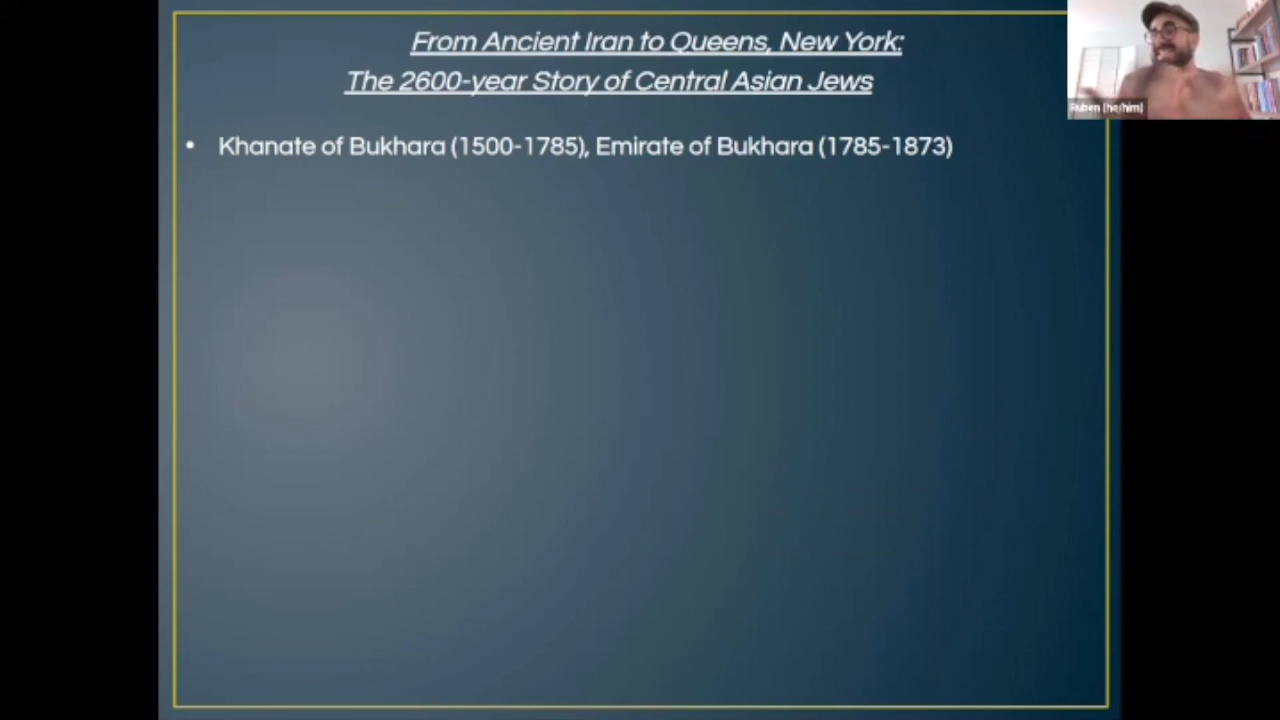 From Ancient Iran to Queens, New York:
The 2600-year Story of Central Asian Jews
• Khanate of Bukhara (1500-1785), Emirate of Bukhara (1785-1873)
Ruben (he/him)